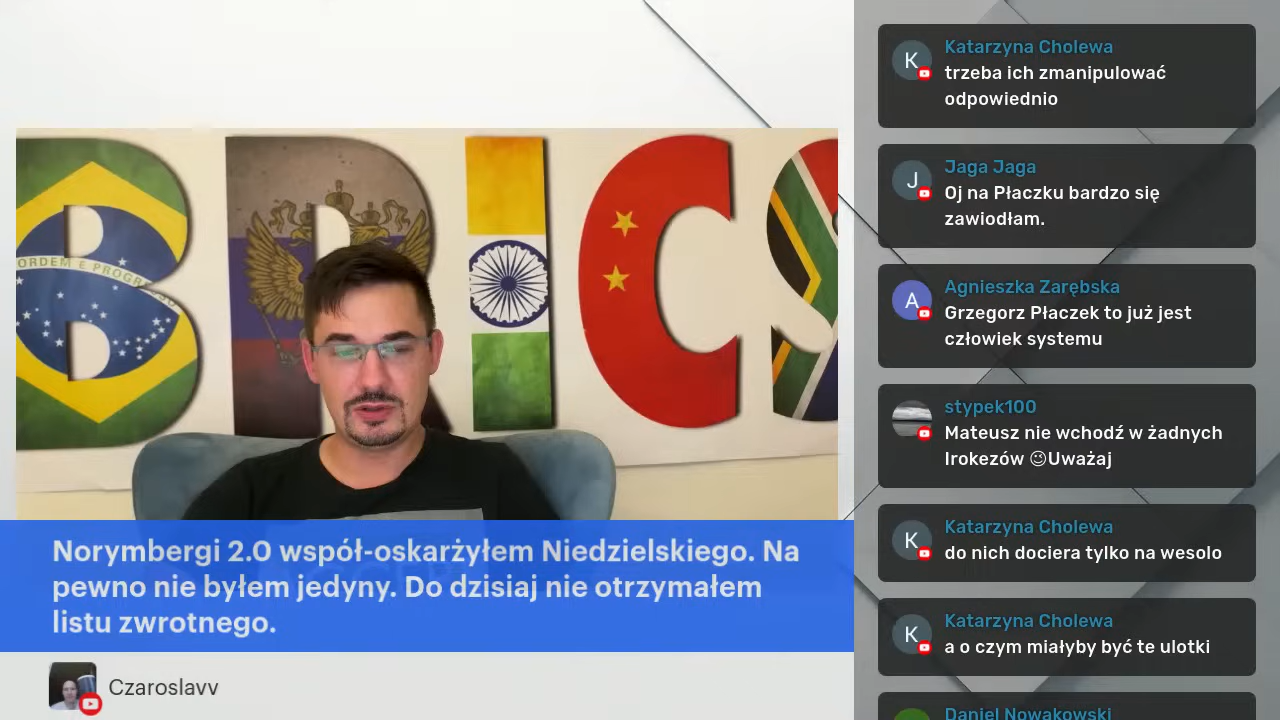 BRICS
ORDEM E PROGRESSO
Norymbergi 2.0 współ-oskarżyłem Niedzielskiego. Na
pewno nie byłem jedyny. Do dzisiaj nie otrzymałem
listu zwrotnego.
Czaroslavv
K
Katarzyna Cholewa
trzeba ich zmanipulować
odpowiednio
J
Jaga Jaga
Oj na Płaczku bardzo się
zawiodłam.
A
Agnieszka Zarębska
Grzegorz Płaczek to już jest
człowiek systemu
stypek100
Mateusz nie wchodź w żadnych
Irokezów 😉Uważaj
K
Katarzyna Cholewa
do nich dociera tylko na wesolo
K
Katarzyna Cholewa
a o czym miałyby być te ulotki
Daniel Nowakowski